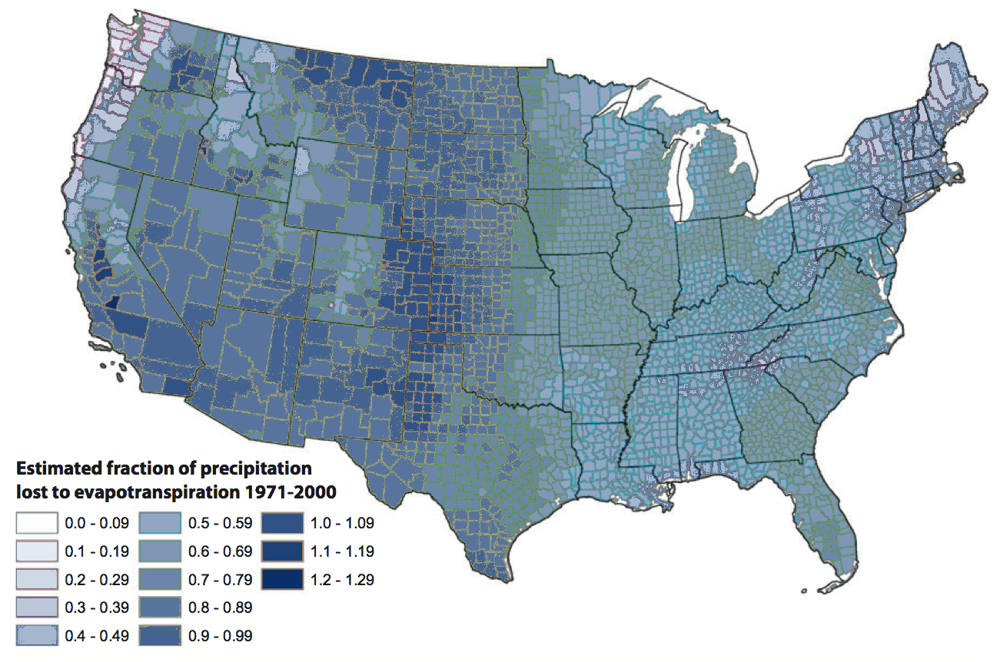 Estimated fraction of precipitation
lost to evapotranspiration 1971-2000
0.0 - 0.09
0.1 - 0.19
0.2 - 0.29
0.3 - 0.39
0.4 - 0.49
0.5 - 0.59
0.6 - 0.69
0.7 - 0.79
0.8 - 0.89
0.9 - 0.99
1.0 - 1.09
1.1 - 1.19
1.2 - 1.29